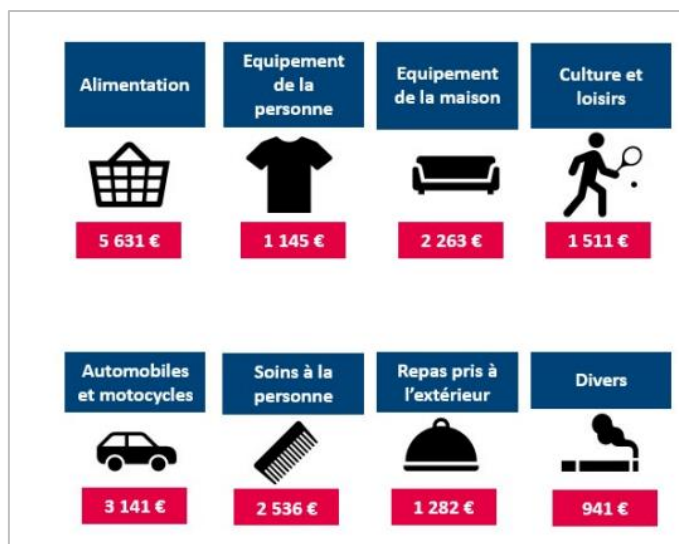 Alimentation
Equipement
de la
personne
Equipement
de la maison
Culture et
loisirs
5 631 €
1 145 €
2 263 €
1 511 €
Automobiles
et motocycles
Soins à la
personne
Repas pris à
l’extérieur
Divers
3 141 €
2 536 €
1 282 €
941 €